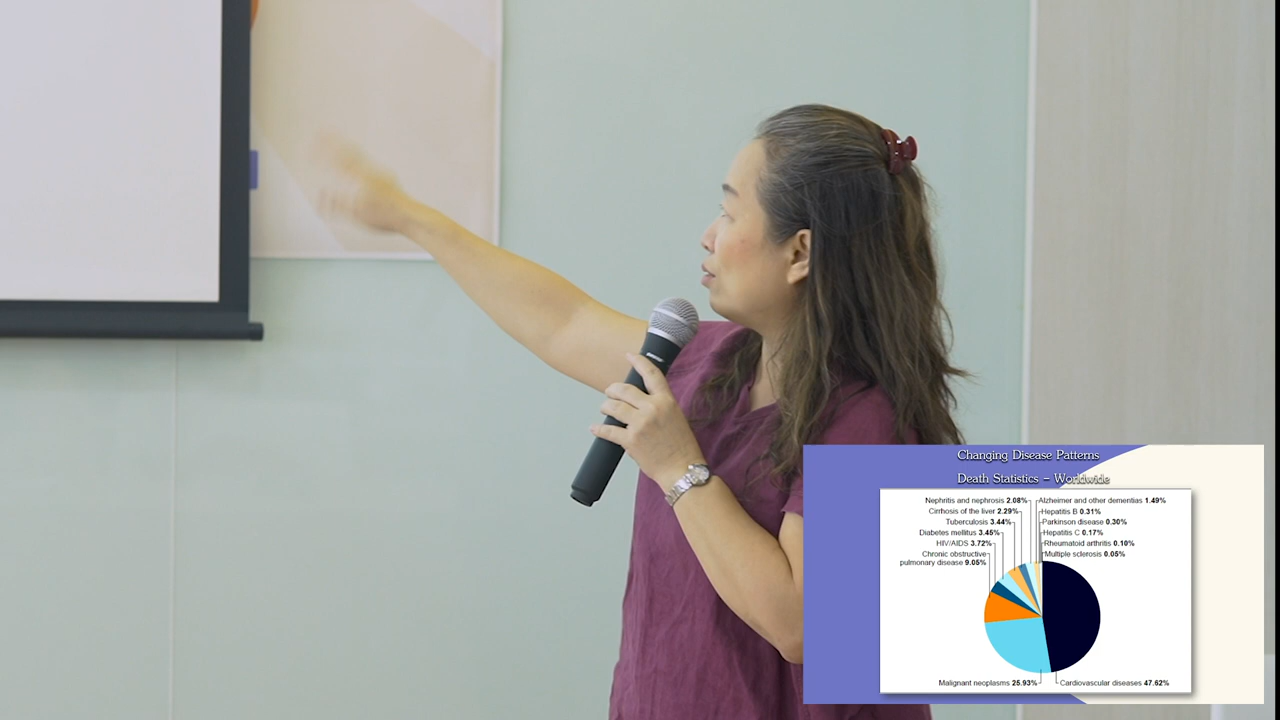 Changing Disease Patterns
Death Statistics – Worldwide
Nephritis and nephrosis 2.08%
Cirrhosis of the liver 2.29%
Tuberculosis 3.44%
Diabetes mellitus 3.45%
HIV/AIDS 3.72%
Chronic obstructive
pulmonary disease 9.05%
Alzheimer and other dementias 1.49%
Hepatitis B 0.31%
Parkinson disease 0.30%
Hepatitis C 0.17%
Rheumatoid arthritis 0.10%
Multiple sclerosis 0.05%
Malignant neoplasms 25.93%
Cardiovascular diseases 47.62%